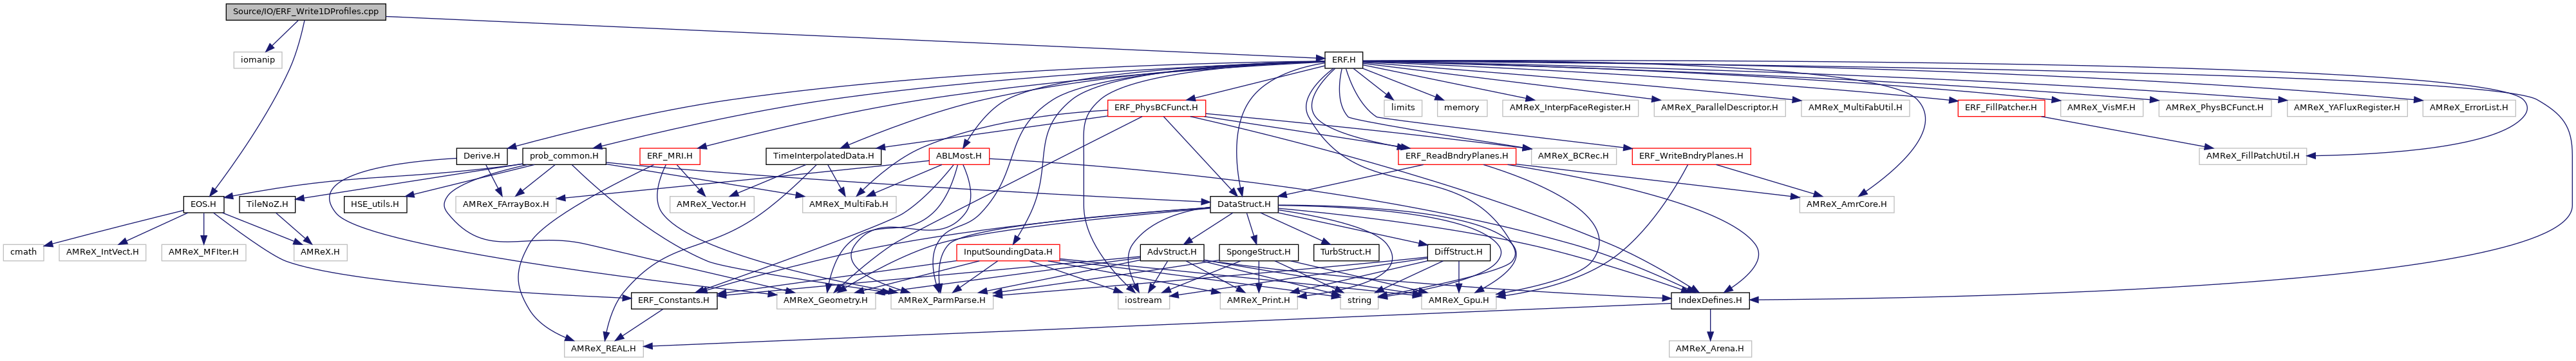 Source/IO/ERF_Write1DProfiles.cpp
iomanip
ERF.H
ERF_PhysBCFunct.H
limits
memory
AMReX_InterpFaceRegister.H
AMReX_ParallelDescriptor.H
AMReX_MultiFabUtil.H
ERF_FillPatcher.H
AMReX_VisMF.H
AMReX_PhysBCFunct.H
AMReX_YAFluxRegister.H
AMReX_ErrorList.H
Derive.H
prob_common.H
ERF_MRI.H
TimeInterpolatedData.H
ABLMost.H
ERF_ReadBndryPlanes.H
AMReX_BCRec.H
ERF_WriteBndryPlanes.H
AMReX_FillPatchUtil.H
EOS.H
TileNoZ.H
HSE_utils.H
AMReX_FArrayBox.H
AMReX_Vector.H
AMReX_MultiFab.H
DataStruct.H
AMReX_AmrCore.H
cmath
AMReX_IntVect.H
AMReX_MFIter.H
AMReX.H
InputSoundingData.H
AdvStruct.H
SpongeStruct.H
TurbStruct.H
DiffStruct.H
ERF_Constants.H
AMReX_Geometry.H
AMReX_ParmParse.H
iostream
AMReX_Print.H
string
AMReX_Gpu.H
IndexDefines.H
AMReX_REAL.H
AMReX_Arena.H